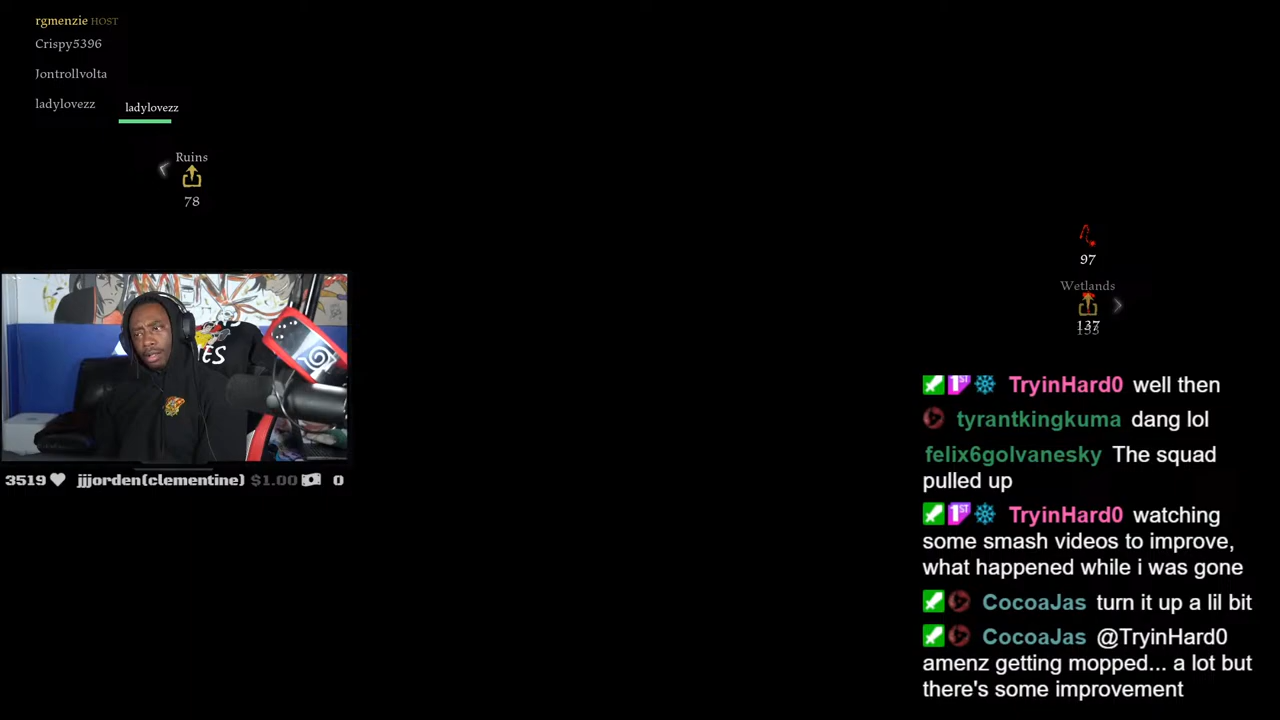 rgmenzie HOST
Crispy5396
Jontrollvolta
ladylovezz
ladylovezz
Ruins
78
97
Wetlands
137
3519 jjjorden(clementine) $1.00 0
TryinHard0 well then
tyrantkingkuma dang lol
felix6golvanesky The squad
pulled up
TryinHard0 watching
some smash videos to improve,
what happened while i was gone
CocoaJas turn it up a lil bit
CocoaJas @TryinHard0
amenz getting mopped... a lot but
there's some improvement